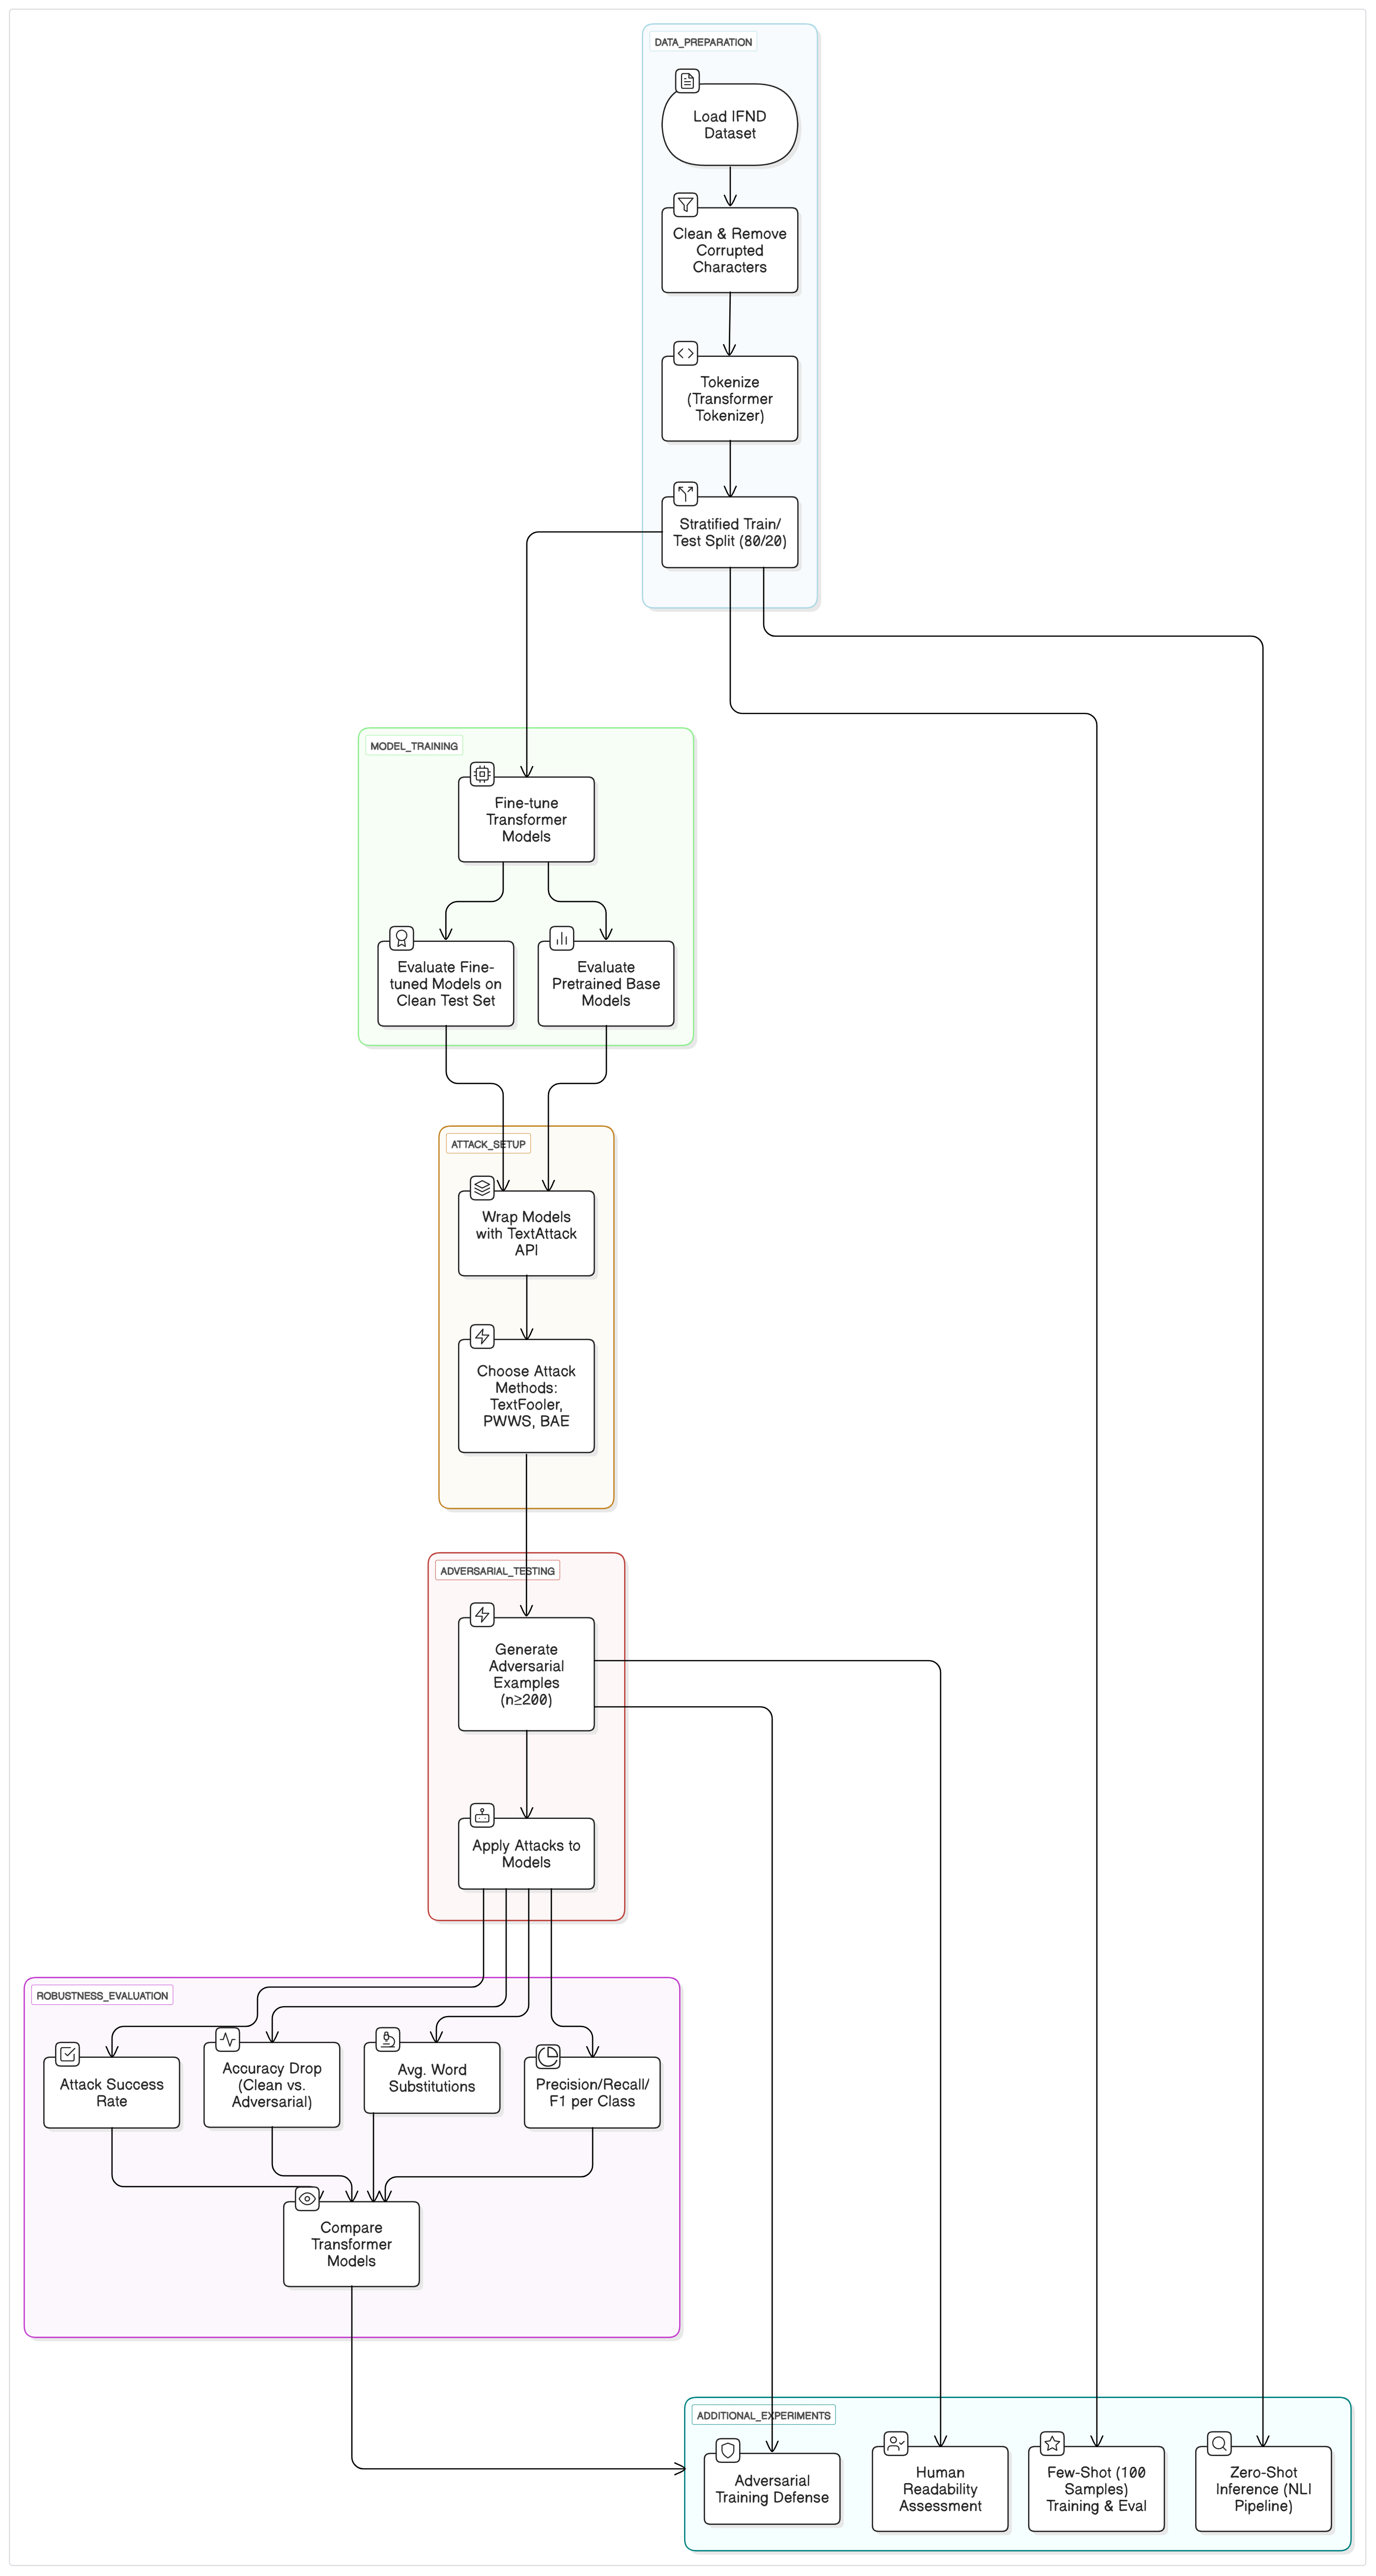 DATA_PREPARATION
Load IFND
Dataset
Clean & Remove
Corrupted
Characters
Tokenize
(Transformer
Tokenizer)
Stratified Train/
Test Split (80/20)
MODEL_TRAINING
Fine-tune
Transformer
Models
Evaluate Fine-
tuned Models on
Clean Test Set
Evaluate
Pretrained Base
Models
ATTACK_SETUP
Wrap Models
with TextAttack
API
Choose Attack
Methods:
TextFooler,
PWWS, BAE
ADVERSARIAL_TESTING
Generate
Adversarial
Examples
(n≥200)
Apply Attacks to
Models
ROBUSTNESS_EVALUATION
Attack Success
Rate
Accuracy Drop
(Clean vs.
Adversarial)
Avg. Word
Substitutions
Precision/Recall/
F1 per Class
Compare
Transformer
Models
ADDITIONAL_EXPERIMENTS
Adversarial
Training Defense
Human
Readability
Assessment
Few-Shot (100
Samples)
Training & Eval
Zero-Shot
Inference (NLI
Pipeline)